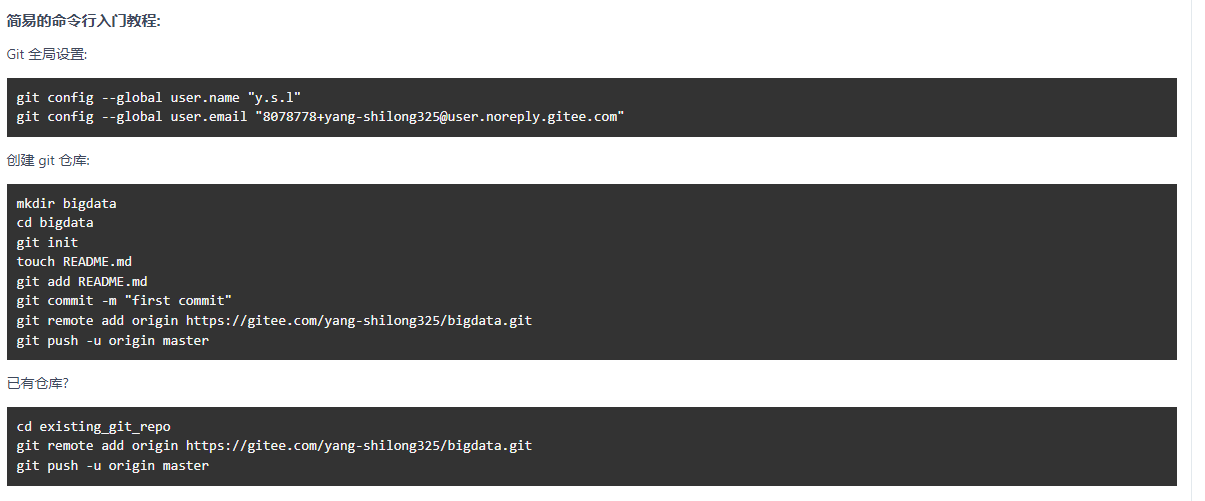 简易的命令行入门教程:
Git 全局设置:
git config --global user.name "y.s.l"
git config --global user.email "8078778+yang-shilong325@user.noreply.gitee.com"
创建 git 仓库:
mkdir bigdata
cd bigdata
git init
touch README.md
git add README.md
git commit -m "first commit"
git remote add origin https://gitee.com/yang-shilong325/bigdata.git
git push -u origin master
已有仓库?
cd existing_git_repo
git remote add origin https://gitee.com/yang-shilong325/bigdata.git
git push -u origin master